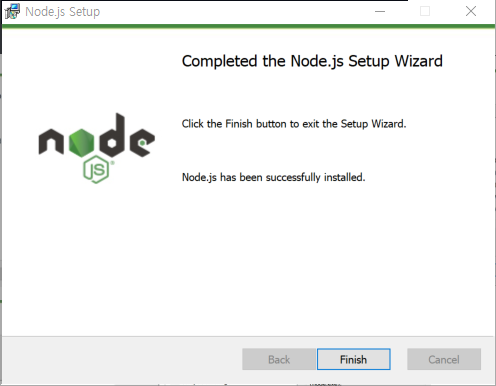 Node.js Setup
Completed the Node.js Setup Wizard
Click the Finish button to exit the Setup Wizard.
node
JS
Node.js has been successfully installed.
Back
Finish
Cancel